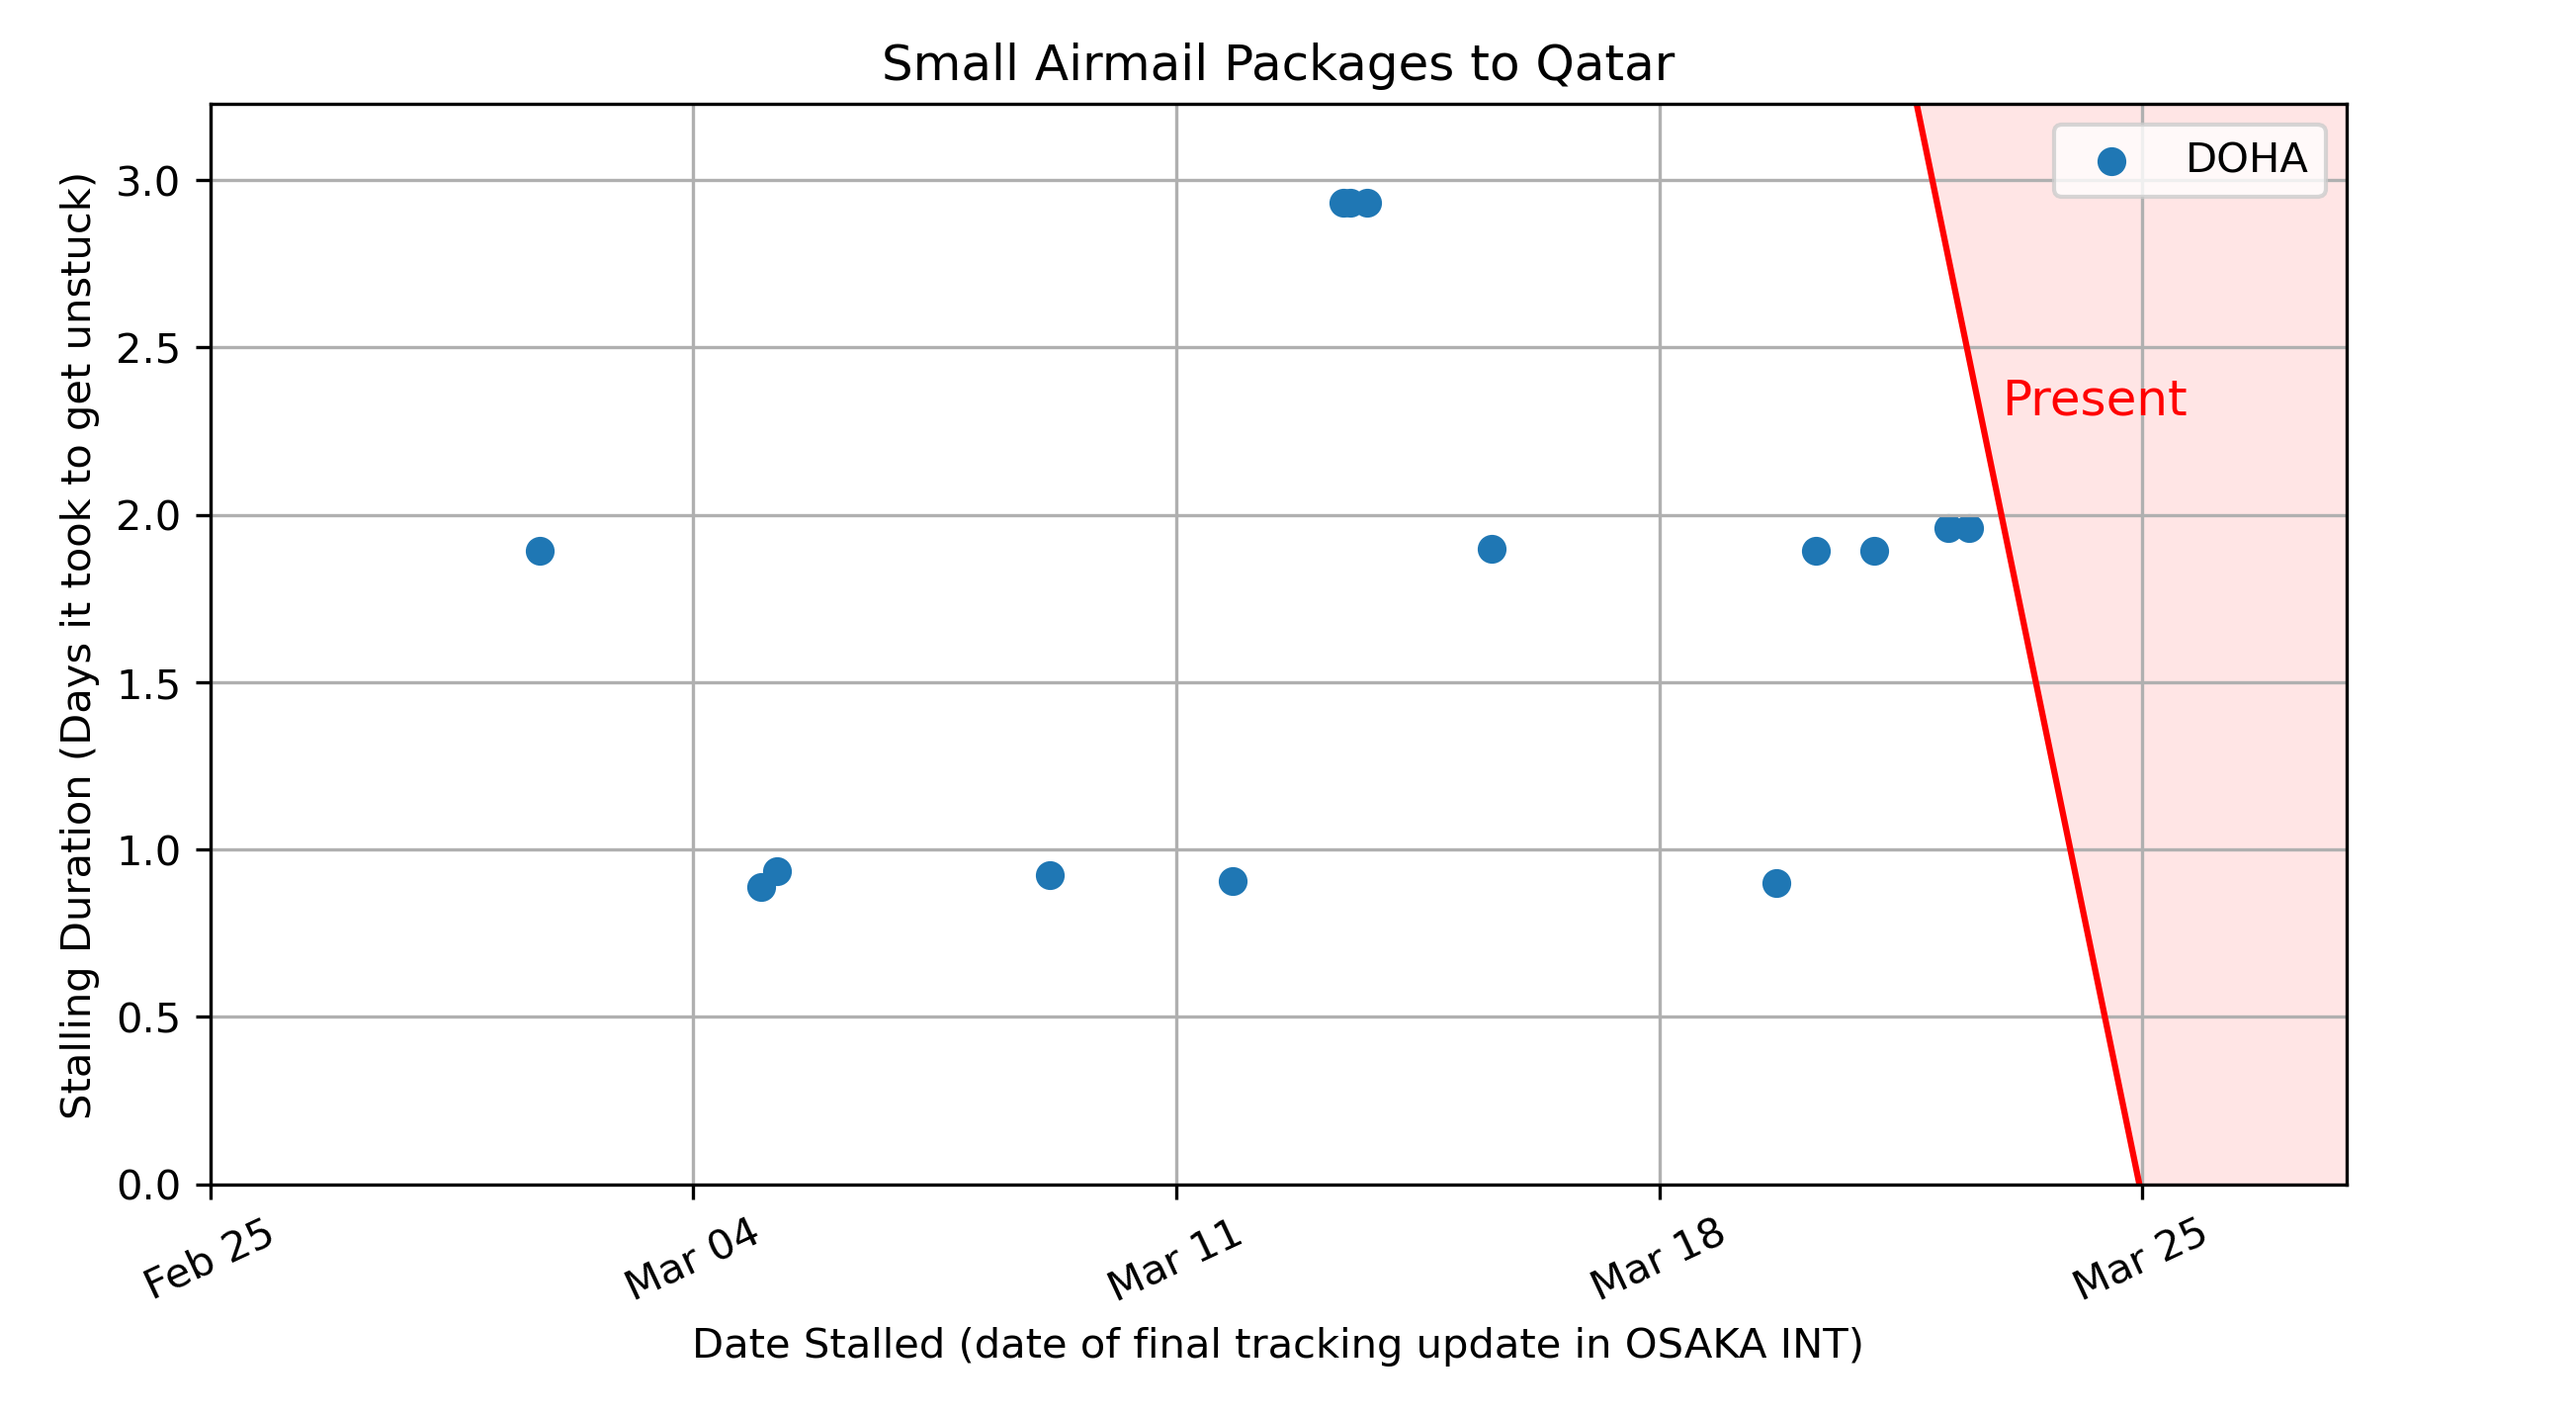 Small Airmail Packages to Qatar
DOHA
Present
Stalling Duration (Days it took to get unstuck)
3.0
2.5
2.0
1.5
1.0
0.5
0.0
Feb 25
Mar 04
Mar 11
Mar 18
Mar 25
Date Stalled (date of final tracking update in OSAKA INT)